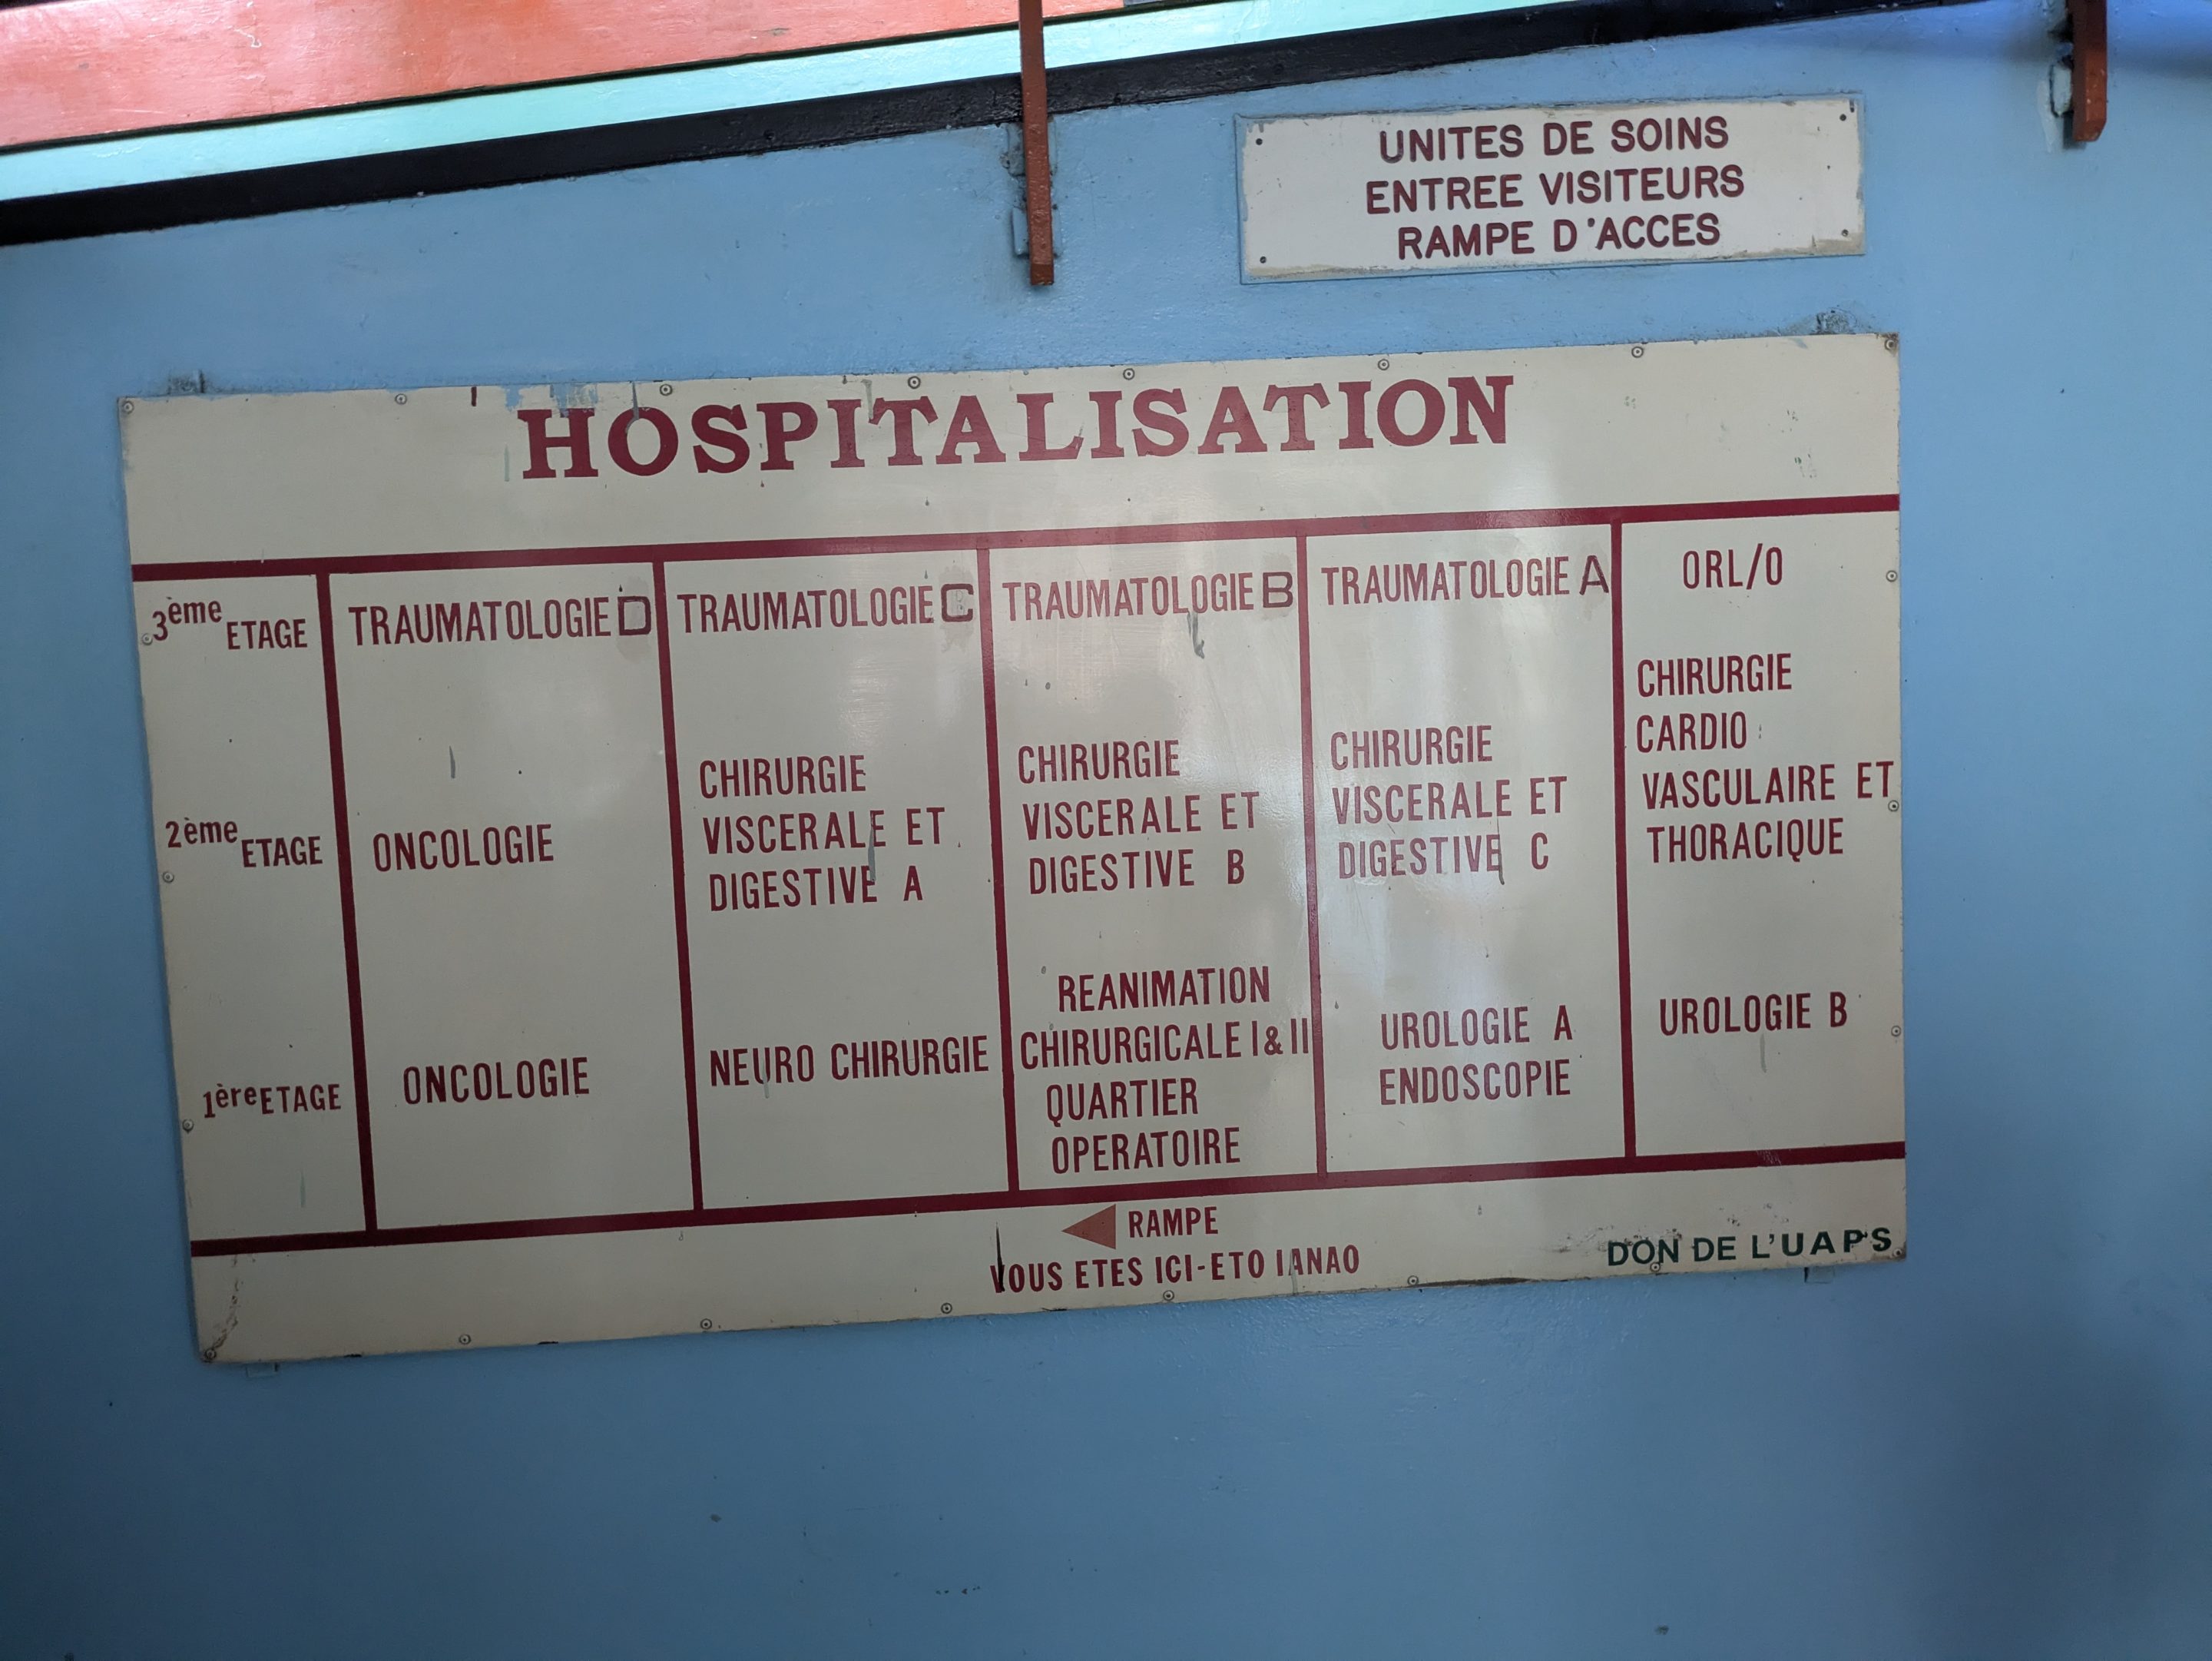 UNITES DE SOINS
ENTREE VISITEURS
RAMPE D'ACCES
HOSPITALISATION
3ème ETAGE
TRAUMATOLOGIE D
TRAUMATOLOGIE C
TRAUMATOLOGIE B
TRAUMATOLOGIE A
ORL/O
2ème ETAGE
ONCOLOGIE
CHIRURGIE
VISCERALE ET
DIGESTIVE A
CHIRURGIE
VISCERALE ET
DIGESTIVE B
CHIRURGIE
VISCERALE ET
DIGESTIVE C
CHIRURGIE
CARDIO
VASCULAIRE ET
THORACIQUE
1ère ETAGE
ONCOLOGIE
NEURO CHIRURGIE
REANIMATION
CHIRURGICALE I & II
QUARTIER
OPERATOIRE
UROLOGIE A
ENDOSCOPIE
UROLOGIE B
RAMPE
VOUS ETES ICI-ETO IANAO
DON DE L'UAPS